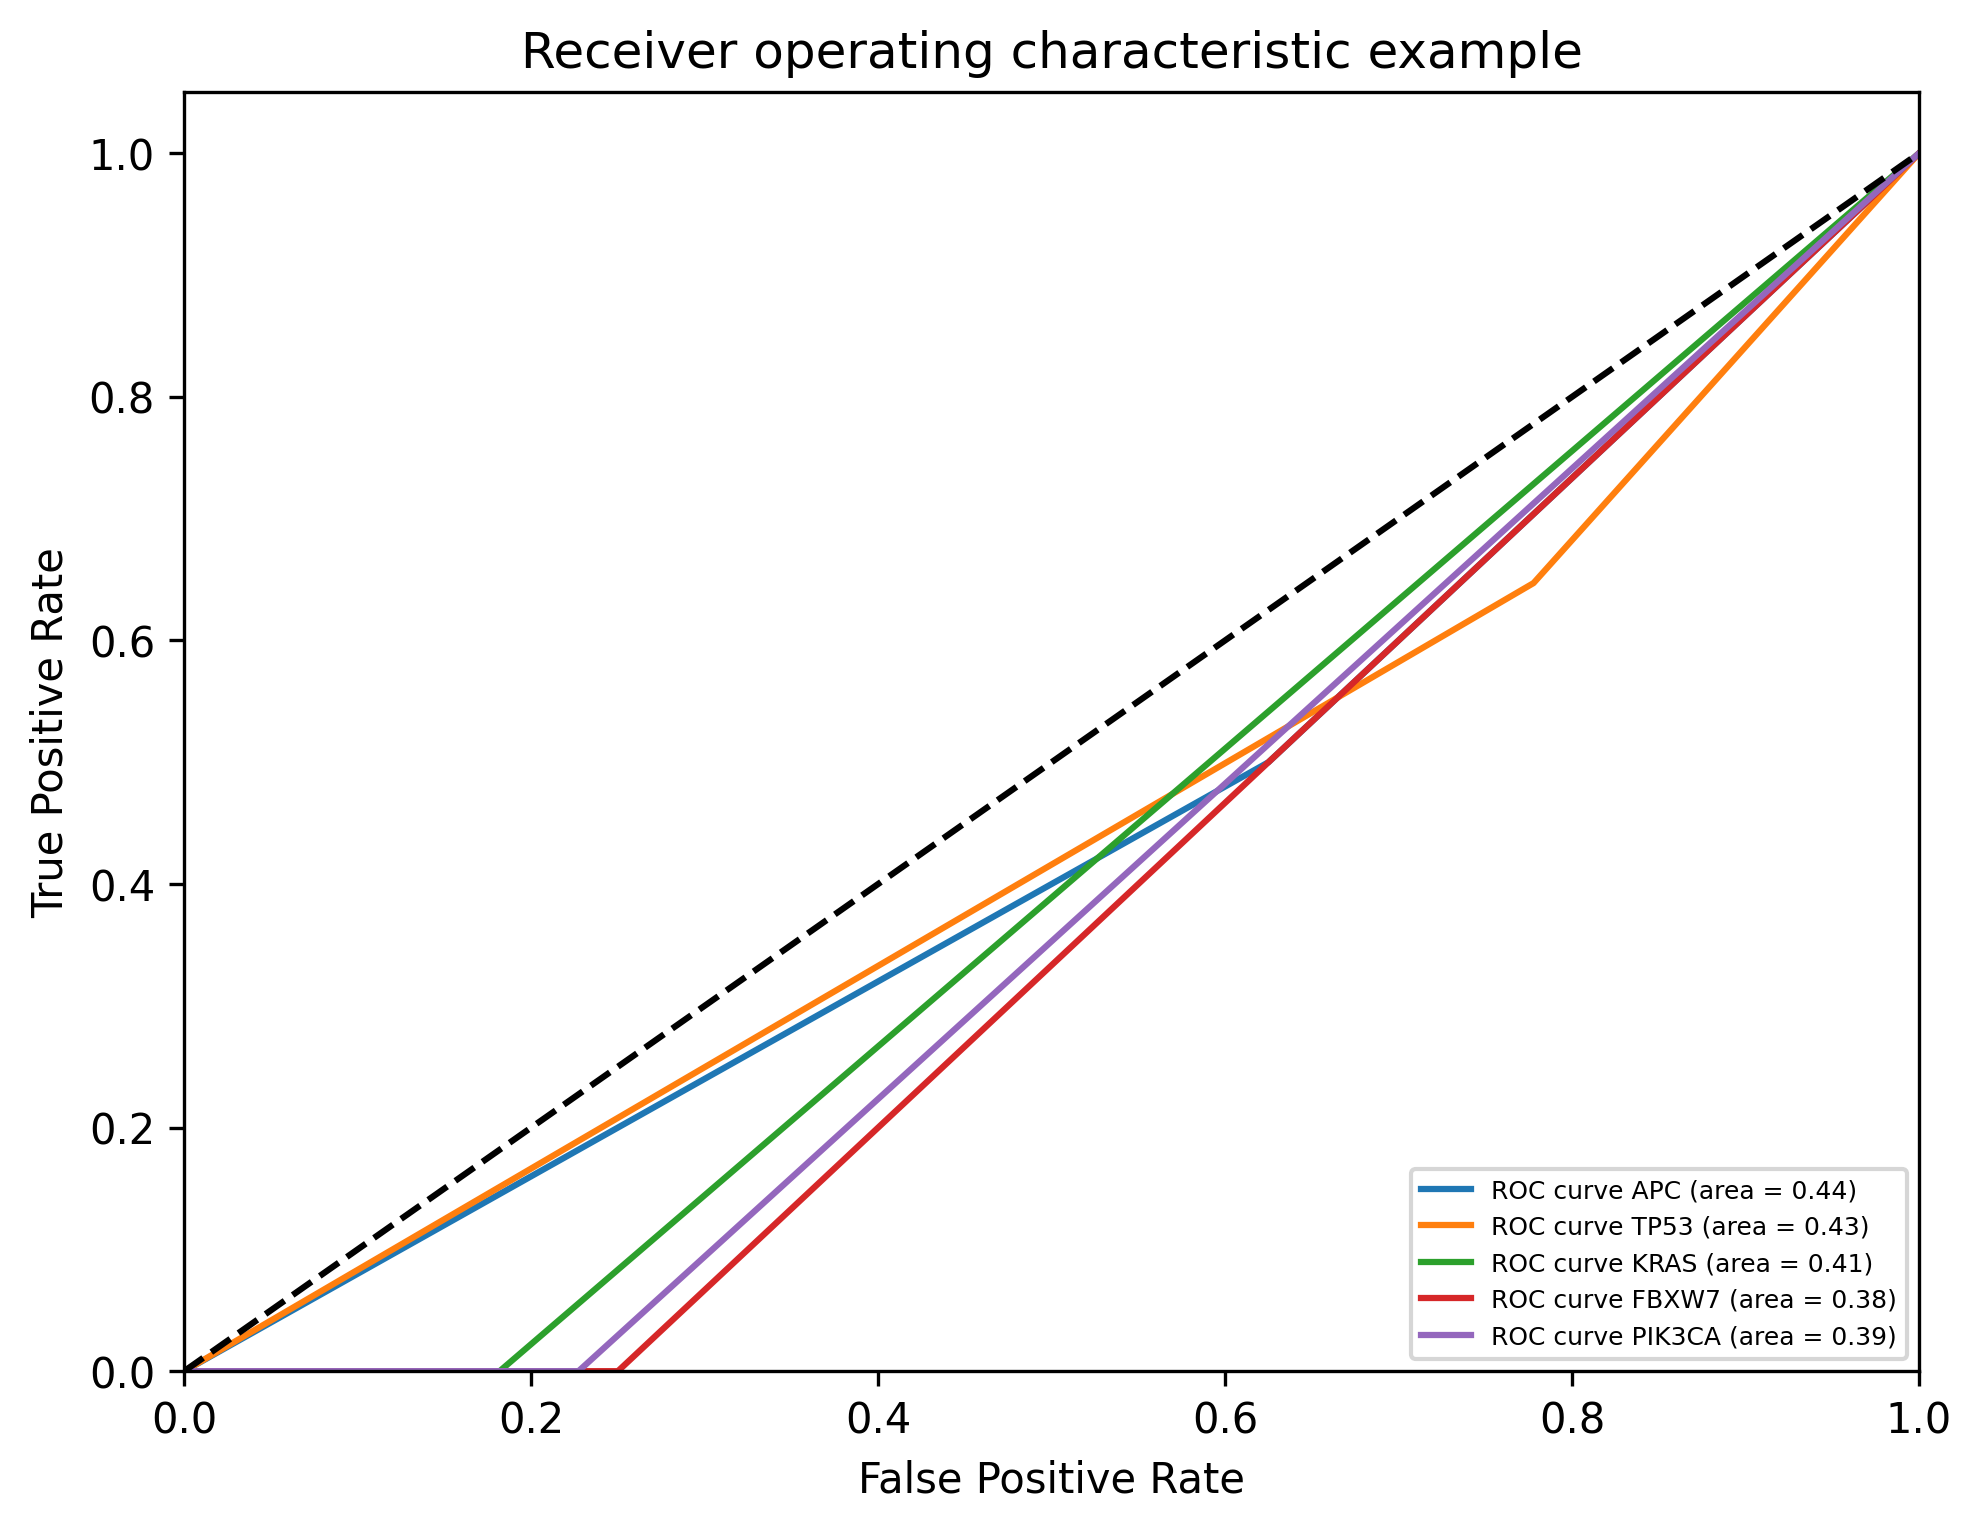 Receiver operating characteristic example
1.0
0.8
0.6
0.4
0.2
0.0
True Positive Rate
0.0 0.2 0.4 0.6 0.8 1.0
False Positive Rate
ROC curve APC (area = 0.44)
ROC curve TP53 (area = 0.43)
ROC curve KRAS (area = 0.41)
ROC curve FBXW7 (area = 0.38)
ROC curve PIK3CA (area = 0.39)